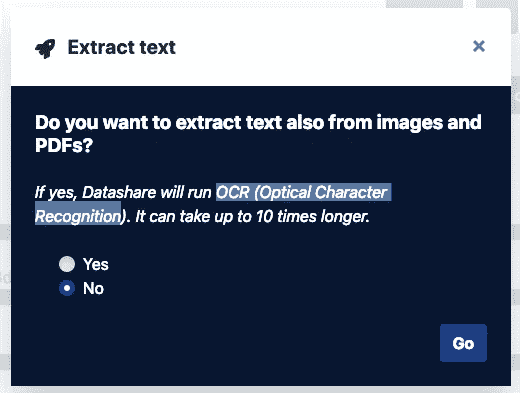 Extract text
×
Do you want to extract text also from images and
PDFs?
If yes, Datashare will run OCR (Optical Character
Recognition). It can take up to 10 times longer.
Yes
No
Go